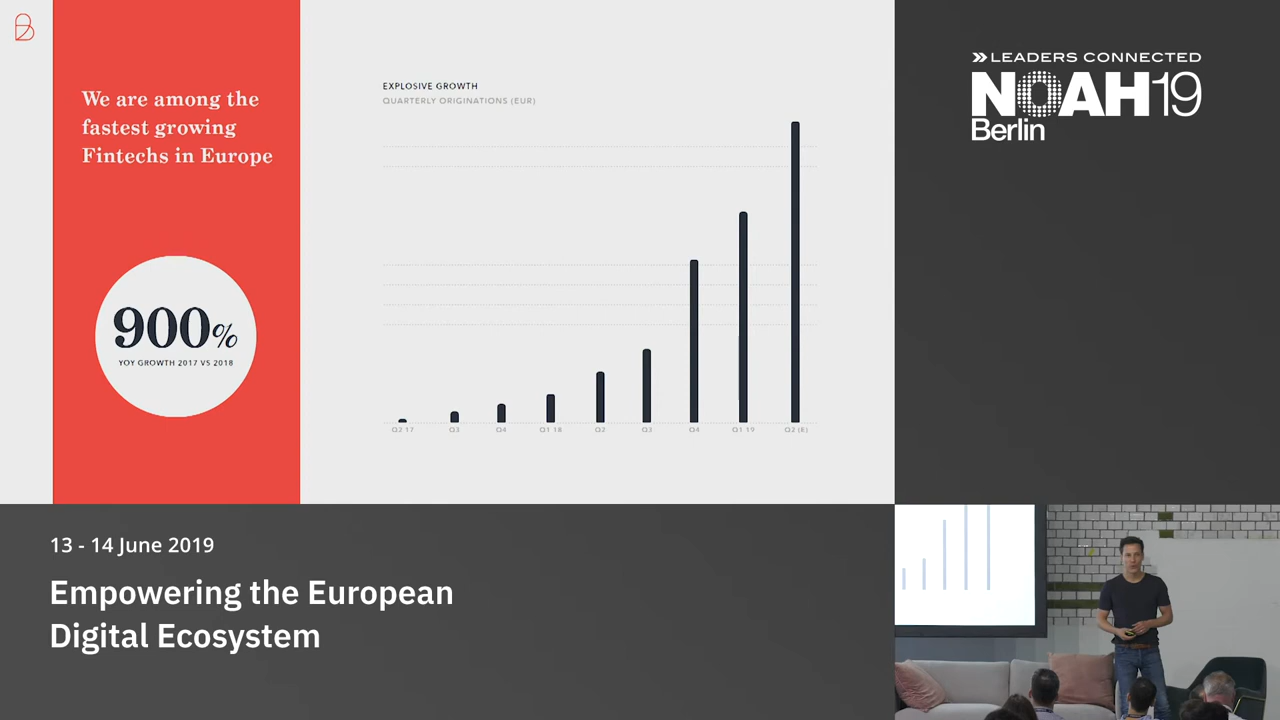 We are among the
fastest growing
Fintechs in Europe
900%
YOY GROWTH 2017 VS 2018
EXPLOSIVE GROWTH
QUARTERLY ORIGINATIONS (EUR)
Q2 17 Q3 Q4 Q1 18 Q2 Q3 Q4 Q1 19 Q2 (E)
LEADERS CONNECTED
NOAH19
Berlin
13 - 14 June 2019
Empowering the European
Digital Ecosystem